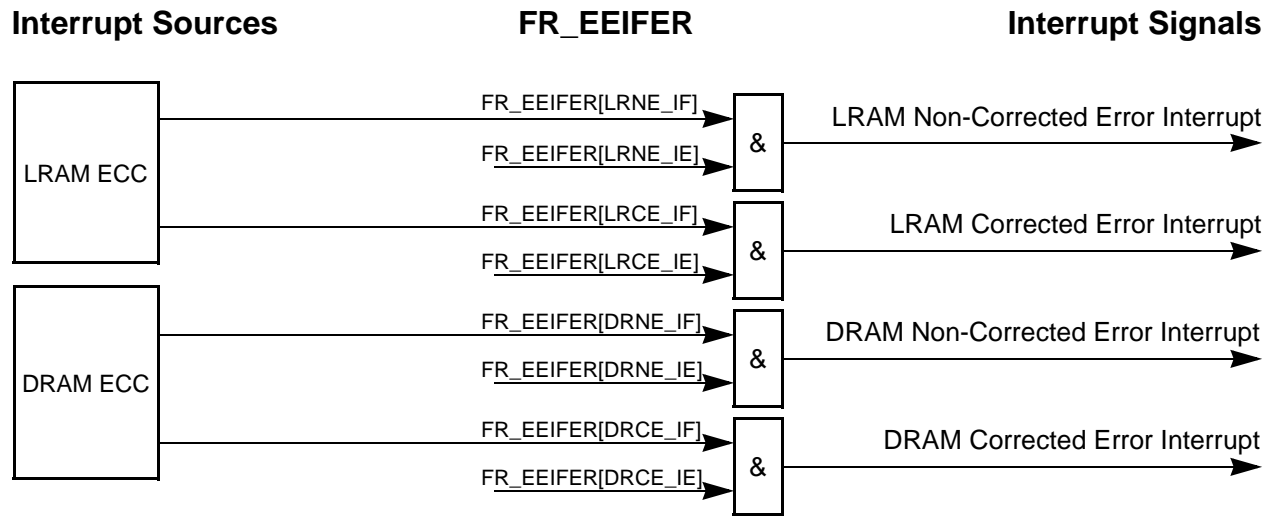 Interrupt Sources
FR_EEIFER
Interrupt Signals
LRAM ECC
FR_EEIFER[LRNE_IF]
FR_EEIFER[LRNE_IE]
&
LRAM Non-Corrected Error Interrupt
FR_EEIFER[LRCE_IF]
FR_EEIFER[LRCE_IE]
&
LRAM Corrected Error Interrupt
DRAM ECC
FR_EEIFER[DRNE_IF]
FR_EEIFER[DRNE_IE]
&
DRAM Non-Corrected Error Interrupt
FR_EEIFER[DRCE_IF]
FR_EEIFER[DRCE_IE]
&
DRAM Corrected Error Interrupt